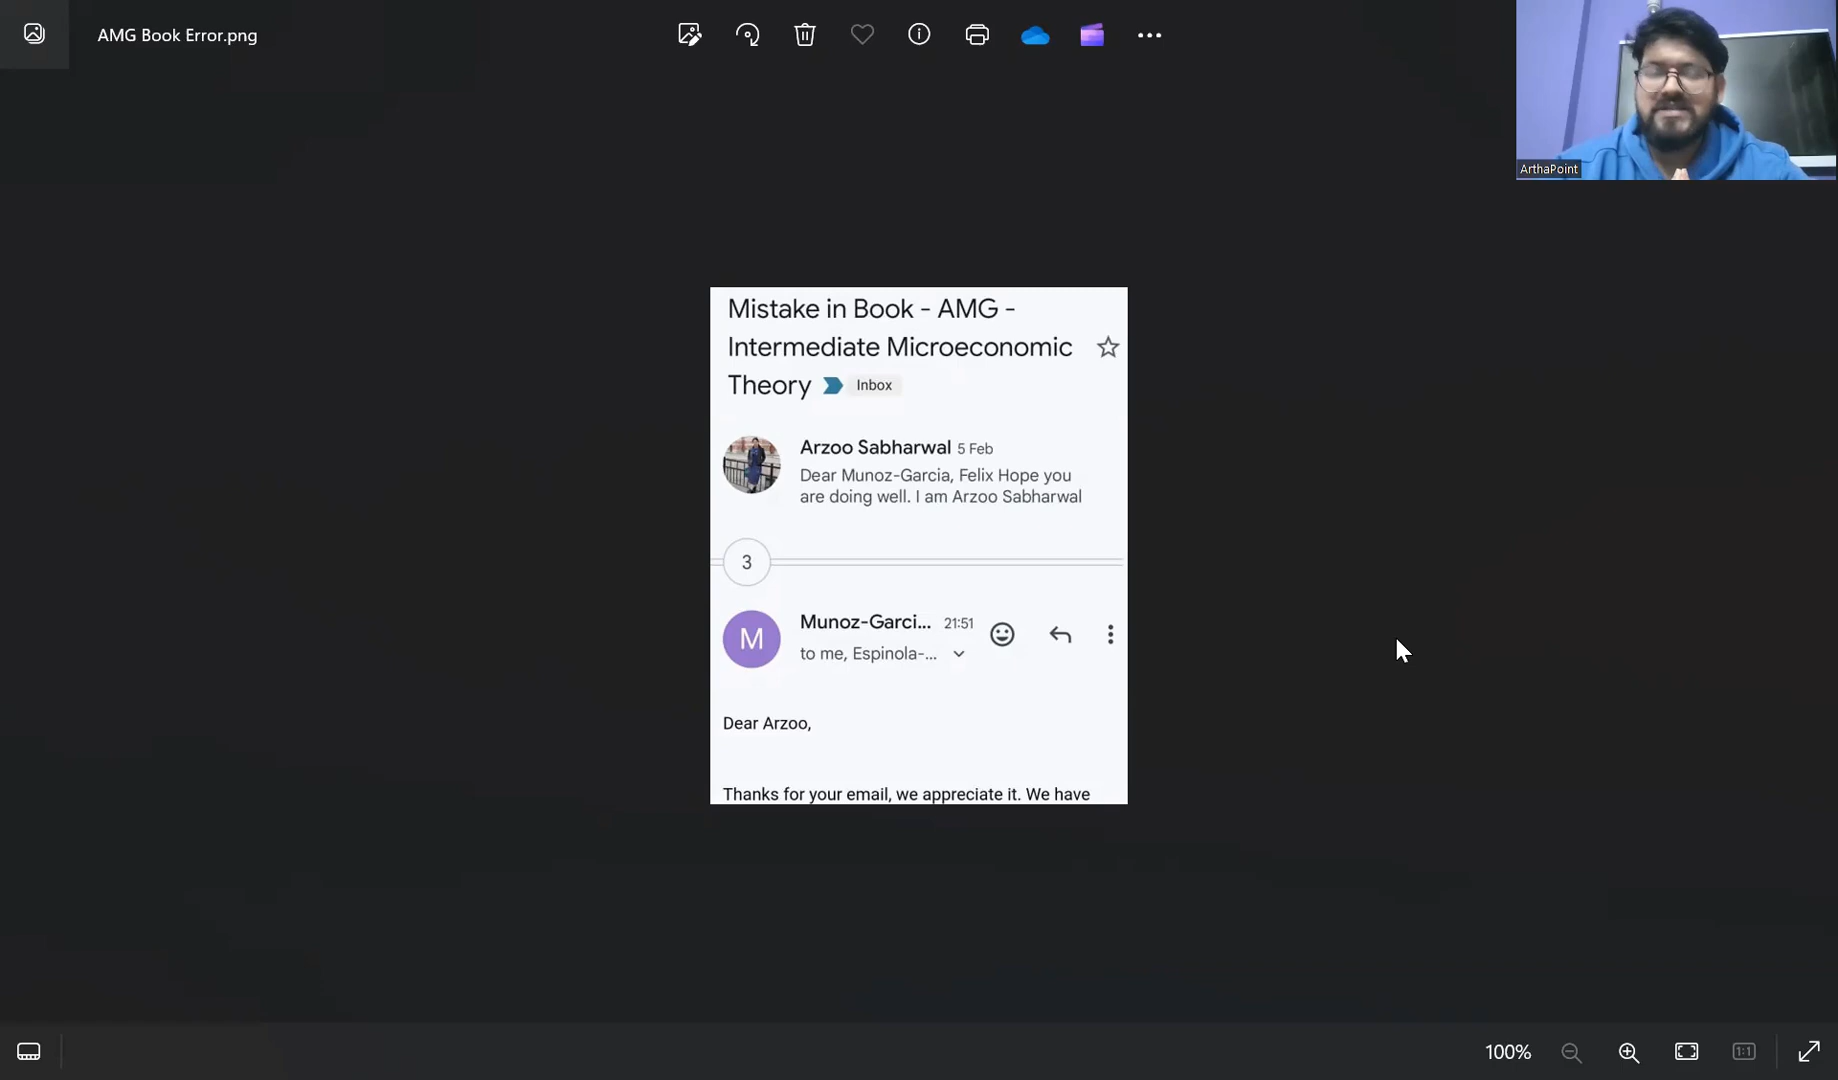 AMG Book Error.png
ArthaPoint
Mistake in Book - AMG -
Intermediate Microeconomic
Theory Inbox
Arzoo Sabharwal 5 Feb
Dear Munoz-Garcia, Felix Hope you
are doing well. I am Arzoo Sabharwal
3
M
Munoz-Garci... 21:51
to me, Espinola-...
Dear Arzoo,
Thanks for your email, we appreciate it. We have
100%
1:1